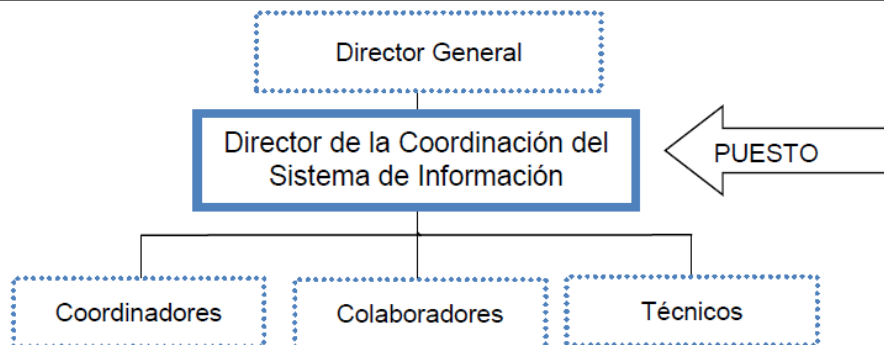 Director General
Director de la Coordinación del
Sistema de Información
PUESTO
Coordinadores
Colaboradores
Técnicos